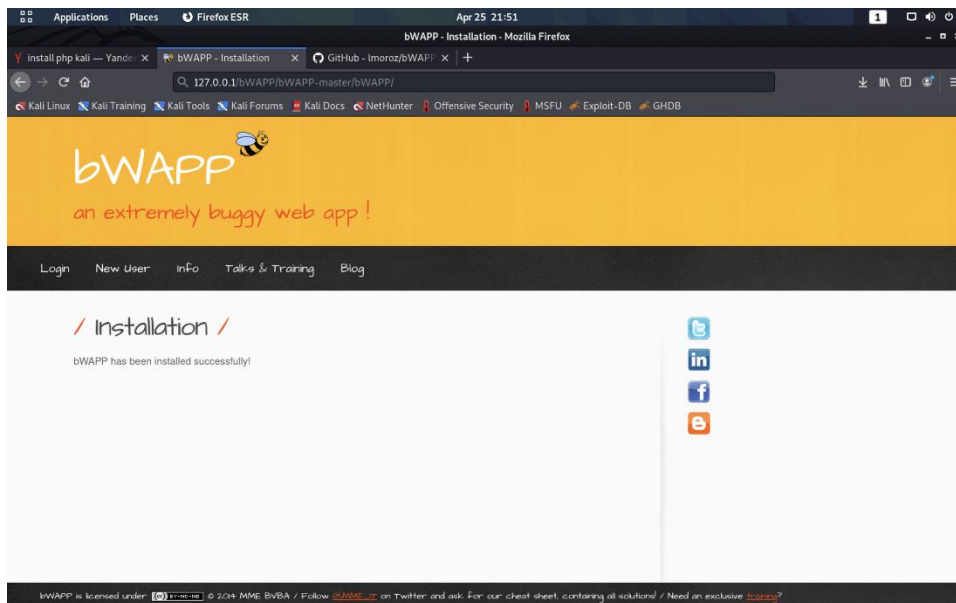 Applications Places Firefox ESR Apr 25 21:51 1
bWAPP - Installation - Mozilla Firefox
install php kali — Yande bWAPP - Installation GitHub - lmoroz/bWAPP
127.0.0.1/bWAPP/bWAPP-master/bWAPP/
Kali Linux Kali Training Kali Tools Kali Forums Kali Docs NetHunter Offensive Security MSFU Exploit-DB GHDB
bWAPP
an extremely buggy web app !
Login New User Info Talks & Training Blog
/ Installation /
bWAPP has been installed successfully!
bWAPP is licensed under (cc) BY-NC-ND © 2014 MME BVBA / Follow @MME_IT on Twitter and ask for our cheat sheet, containing all solutions! / Need an exclusive training?